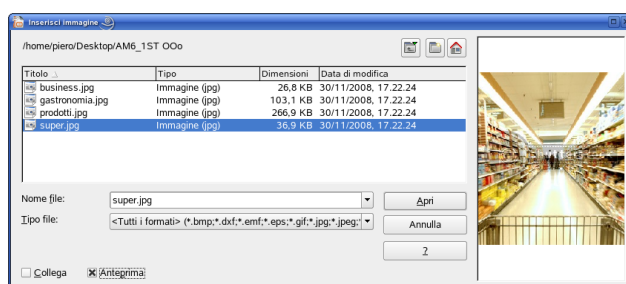 Inserisci immagine
/home/piero/Desktop/AM6_1ST OOo
Titolo Tipo Dimensioni Data di modifica
business.jpg Immagine (jpg) 26,8 KB 30/11/2008, 17.22.24
gastronomia.jpg Immagine (jpg) 103,1 KB 30/11/2008, 17.22.24
prodotti.jpg Immagine (jpg) 266,9 KB 30/11/2008, 17.22.24
super.jpg Immagine (jpg) 36,9 KB 30/11/2008, 17.22.24
Nome file: super.jpg Apri
Tipo file: <Tutti i formati> (*.bmp;*.dxf;*.emf;*.eps;*.gif;*.jpg;*.jpeg;* Annulla
?
Collega Anteprima